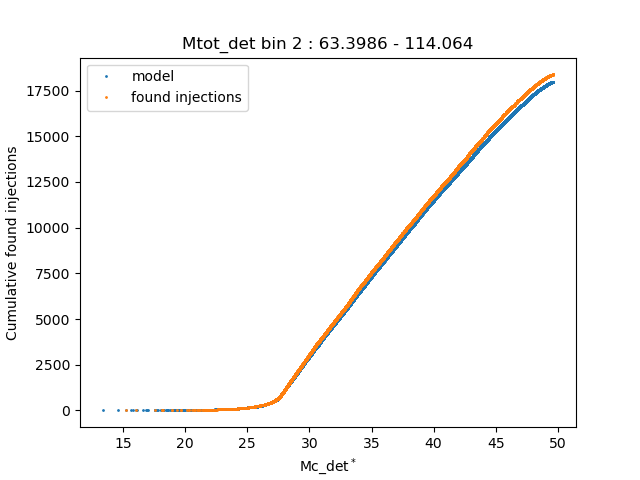 Mtot_det bin 2 : 63.3986 - 114.064
model
found injections
Cumulative found injections
17500
15000
12500
10000
7500
5000
2500
0
15 20 25 30 35 40 45 50
Mc_det*